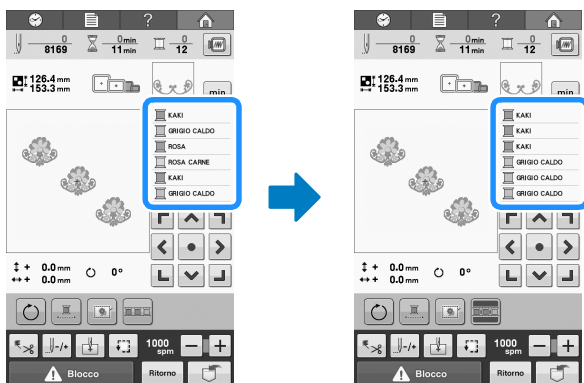 ?
0
8169
0 min
11 min
0
12
126.4 mm
153.3 mm
min
KAKI
GRIGIO CALDO
ROSA
ROSA CARNE
KAKI
GRIGIO CALDO
+ 0.0 mm
+ 0.0 mm
0°
-/+
1000
spm
Blocco
Ritorno
?
0
8169
0 min
11 min
0
12
126.4 mm
153.3 mm
min
KAKI
KAKI
KAKI
GRIGIO CALDO
GRIGIO CALDO
GRIGIO CALDO
+ 0.0 mm
+ 0.0 mm
0°
-/+
1000
spm
Blocco
Ritorno